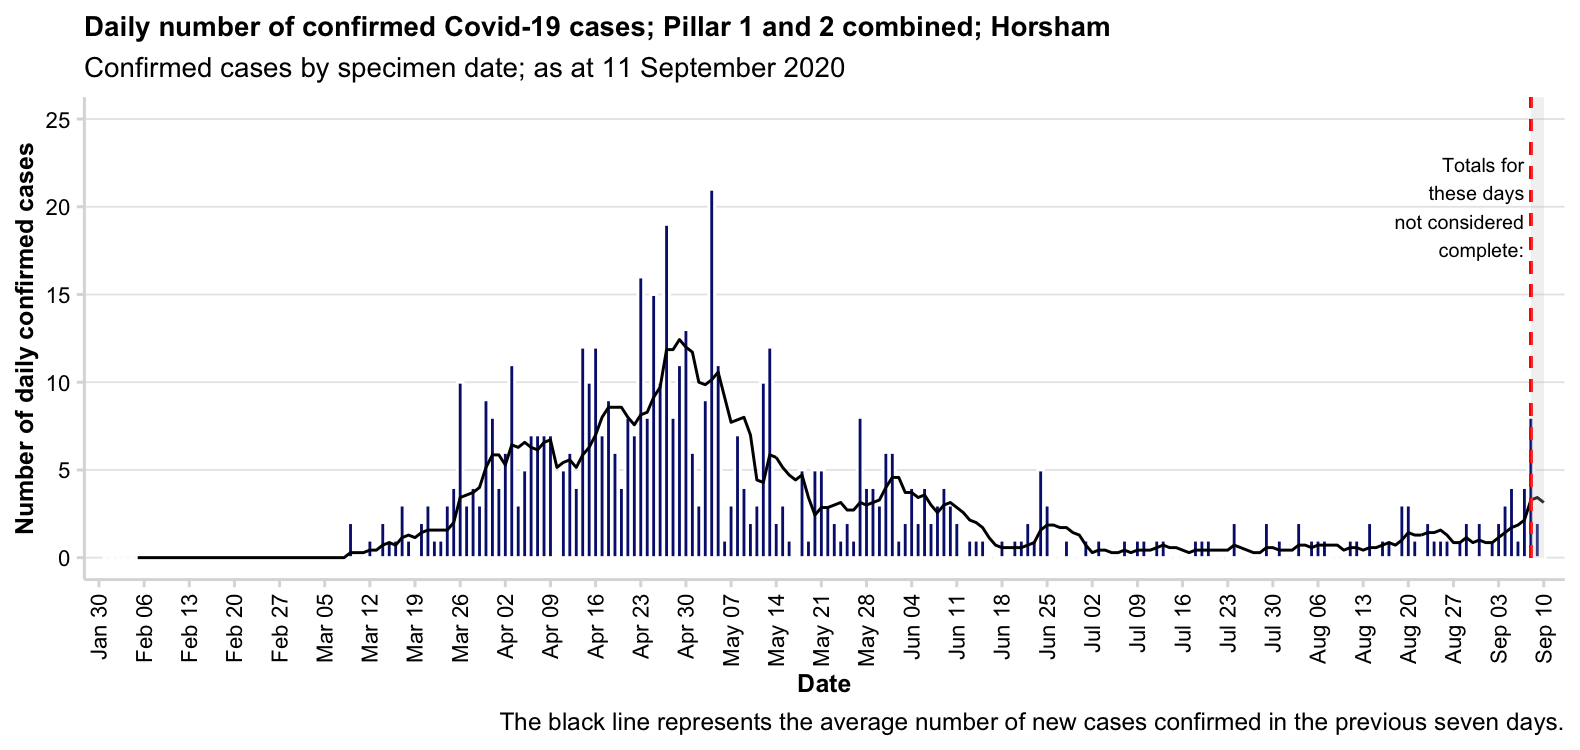 Daily number of confirmed Covid-19 cases; Pillar 1 and 2 combined; Horsham
Confirmed cases by specimen date; as at 11 September 2020
Number of daily confirmed cases
25
20
15
10
5
0
Totals for
these days
not considered
complete:
Jan 30
Feb 06
Feb 13
Feb 20
Feb 27
Mar 05
Mar 12
Mar 19
Mar 26
Apr 02
Apr 09
Apr 16
Apr 23
Apr 30
May 07
May 14
May 21
May 28
Jun 04
Jun 11
Jun 18
Jun 25
Jul 02
Jul 09
Jul 16
Jul 23
Jul 30
Aug 06
Aug 13
Aug 20
Aug 27
Sep 03
Sep 10
Date
The black line represents the average number of new cases confirmed in the previous seven days.